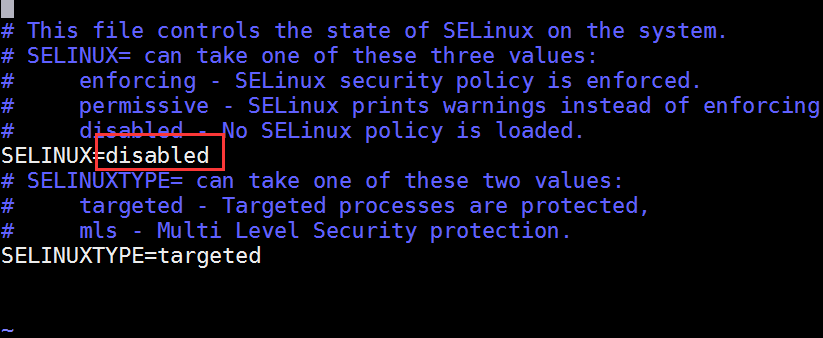 # This file controls the state of SELinux on the system.
# SELINUX= can take one of these three values:
#     enforcing - SELinux security policy is enforced.
#     permissive - SELinux prints warnings instead of enforcing
#     disabled - No SELinux policy is loaded.
SELINUX=disabled
# SELINUXTYPE= can take one of these two values:
#     targeted - Targeted processes are protected,
#     mls - Multi Level Security protection.
SELINUXTYPE=targeted
~